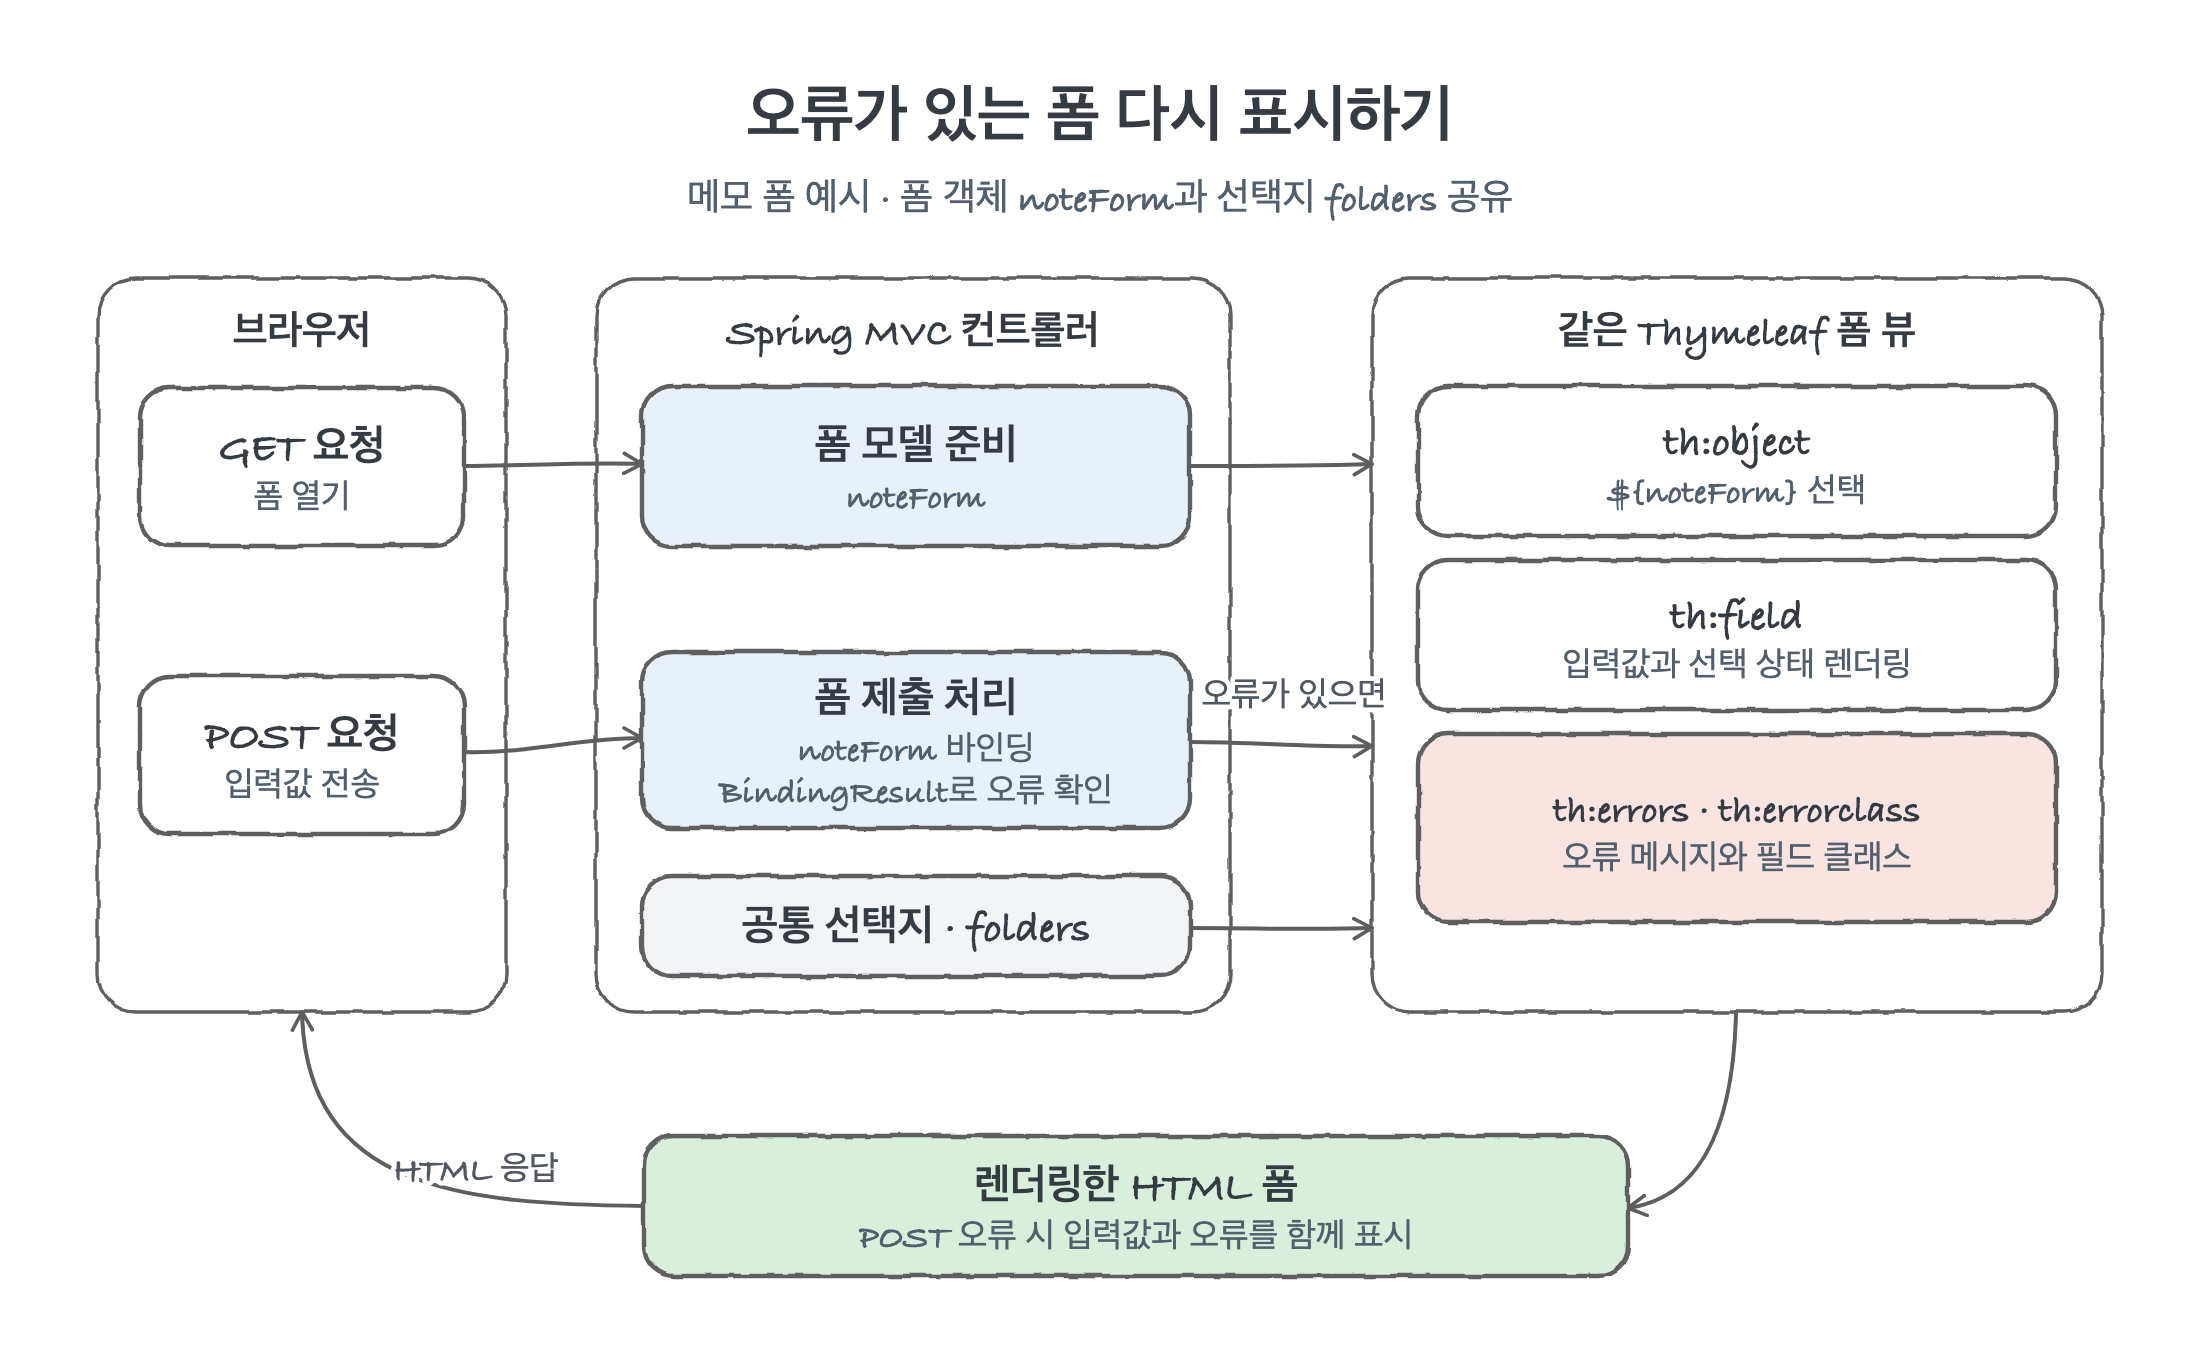 오류가 있는 폼 다시 표시하기
메모 폼 예시 · 폼 객체 noteForm과 선택지 folders 공유
브라우저
GET 요청
폼 열기
POST 요청
입력값 전송
Spring MVC 컨트롤러
폼 모델 준비
noteForm
폼 제출 처리
noteForm 바인딩
BindingResult로 오류 확인
공통 선택지 · folders
오류가 있으면
같은 Thymeleaf 폼 뷰
th:object
${noteForm} 선택
th:field
입력값과 선택 상태 렌더링
th:errors · th:errorclass
오류 메시지와 필드 클래스
HTML 응답
렌더링한 HTML 폼
POST 오류 시 입력값과 오류를 함께 표시